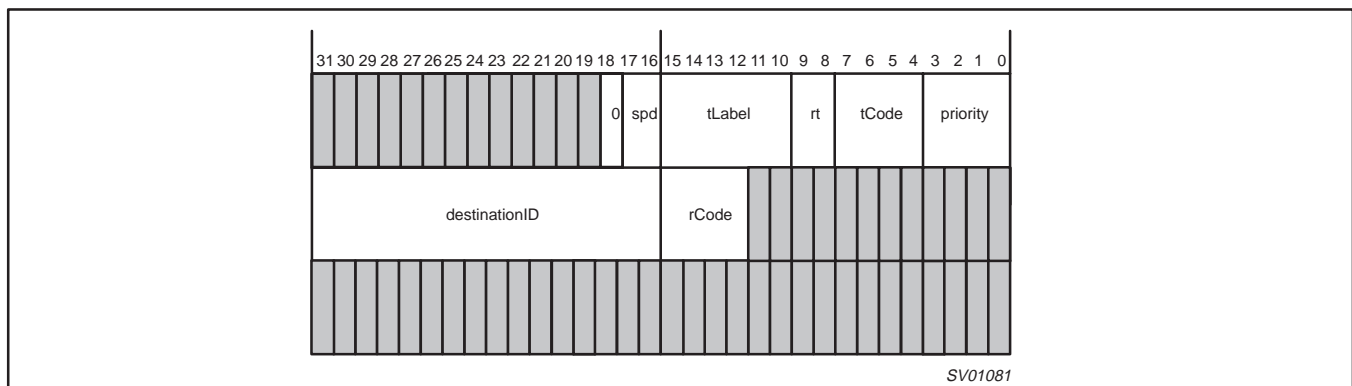 31 30 29 28 27 26 25 24 23 22 21 20 19 18 17 16 15 14 13 12 11 10 9 8 7 6 5 4 3 2 1 0
0 spd tLabel rt tCode priority
destinationID rCode
SV01081